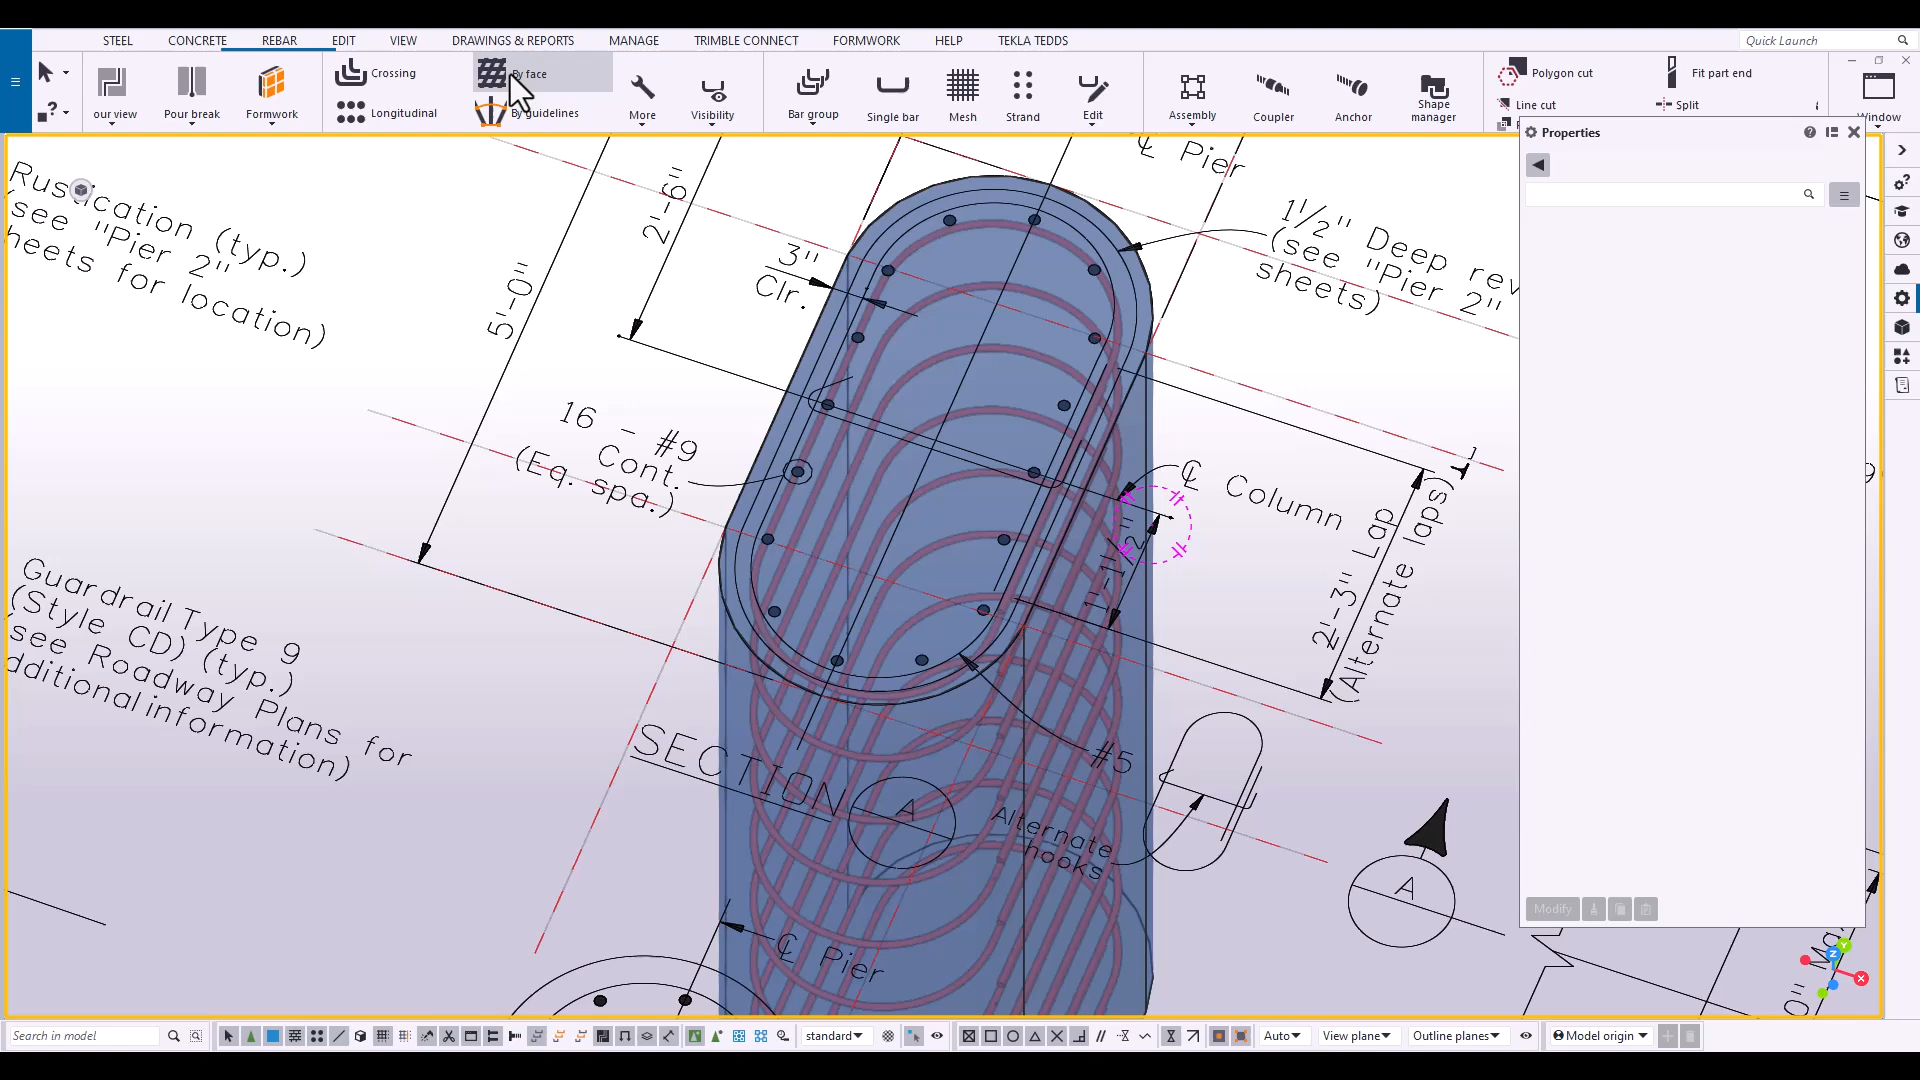 STEEL CONCRETE REBAR EDIT VIEW DRAWINGS & REPORTS MANAGE TRIMBLE CONNECT FORMWORK HELP TEKLA TEDDS Quick Launch
our view
Pour break
Formwork
Crossing
Longitudinal
By face
By guidelines
More
Visibility
Bar group
Single bar
Mesh
Strand
Edit
Assembly
Coupler
Anchor
Shape
manager
Polygon cut
Line cut
Fit part end
Split
Window
Properties
Rustication (typ.)
(see "Pier 2"
heets for location)
2'-6"
5'-0"
3"
Clr.
℄ Pier
1½" Deep rev
(see "Pier 2"
sheets)
16 - #9
Cont.
(Eq. spa.)
℄ Column
2'-3" Lap
(Alternate laps)
Guardrail Type 9
(Style CD) (typ.)
see Roadway Plans for
dditional information)
SECTION A
#5
Alternate
hooks
A
℄ Pier
0"
Modify
Y
Z
X
Search in model
standard
Auto
View plane
Outline planes
Model origin